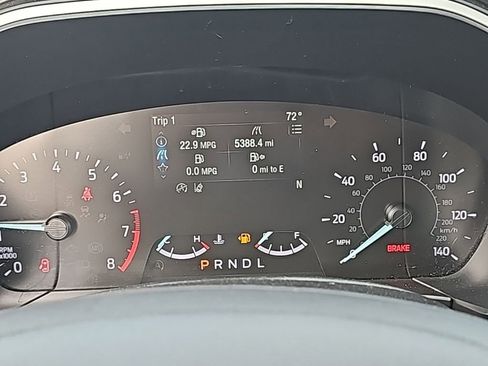 Trip 1
72°
22.9 MPG
5388.4 mi
0.0 MPG
0 mi to E
N
2
3
4
5
6
7
8
0
RPM
x1000
H
F
P R N D L
0
20
40
60
80
100
120
140
MPH
20
60
80
100
120
140
160
180
200
220
km/h
BRAKE